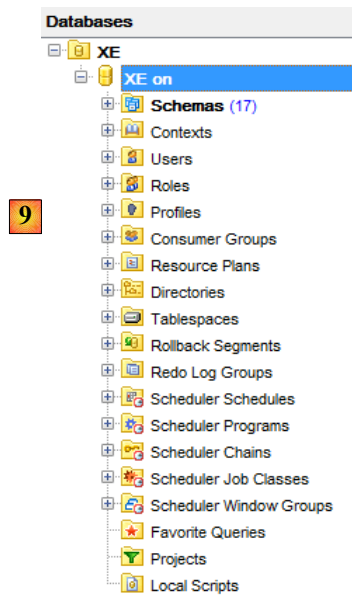 Databases
XE
XE on
Schemas (17)
Contexts
Users
Roles
9
Profiles
Consumer Groups
Resource Plans
Directories
Tablespaces
Rollback Segments
Redo Log Groups
Scheduler Schedules
Scheduler Programs
Scheduler Chains
Scheduler Job Classes
Scheduler Window Groups
Favorite Queries
Projects
Local Scripts